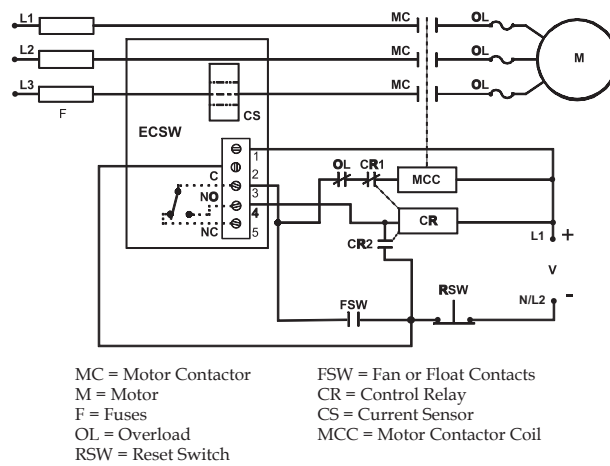 L1 MC OL
L2 MC OL M
L3 MC OL
F
CS
ECSW
1
C 2
NO 3
4
NC 5
OL CR1
MCC
CR
CR2
L1 +
V
N/L2 -
FSW
RSW
MC = Motor Contactor
M = Motor
F = Fuses
OL = Overload
RSW = Reset Switch
FSW = Fan or Float Contacts
CR = Control Relay
CS = Current Sensor
MCC = Motor Contactor Coil